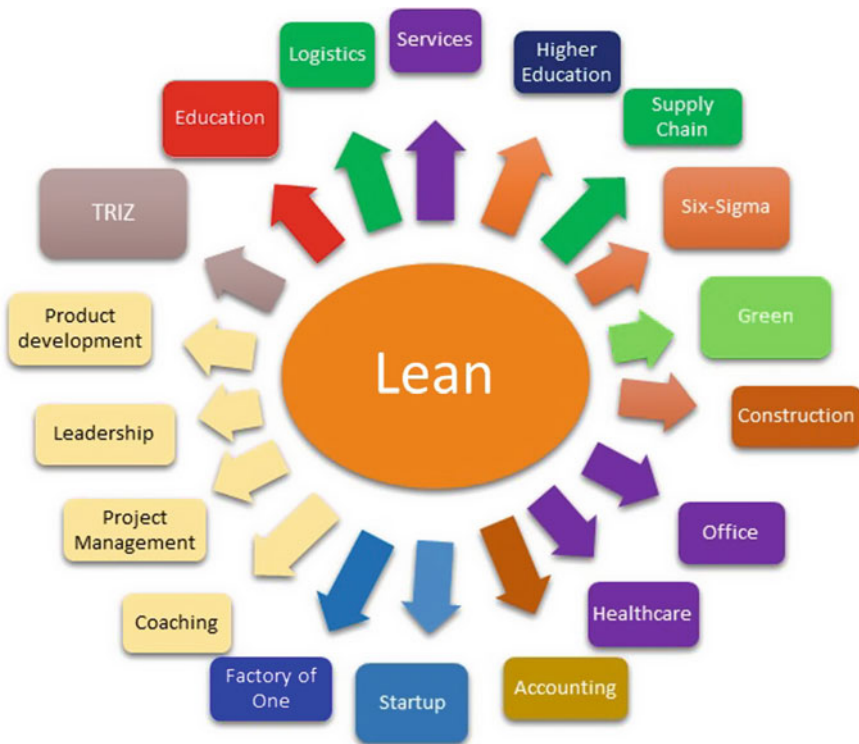 Services
Logistics
Higher
Education
Supply
Chain
Education
Six-Sigma
TRIZ
Green
Product
development
Lean
Construction
Leadership
Project
Management
Office
Coaching
Healthcare
Factory of
One
Startup
Accounting